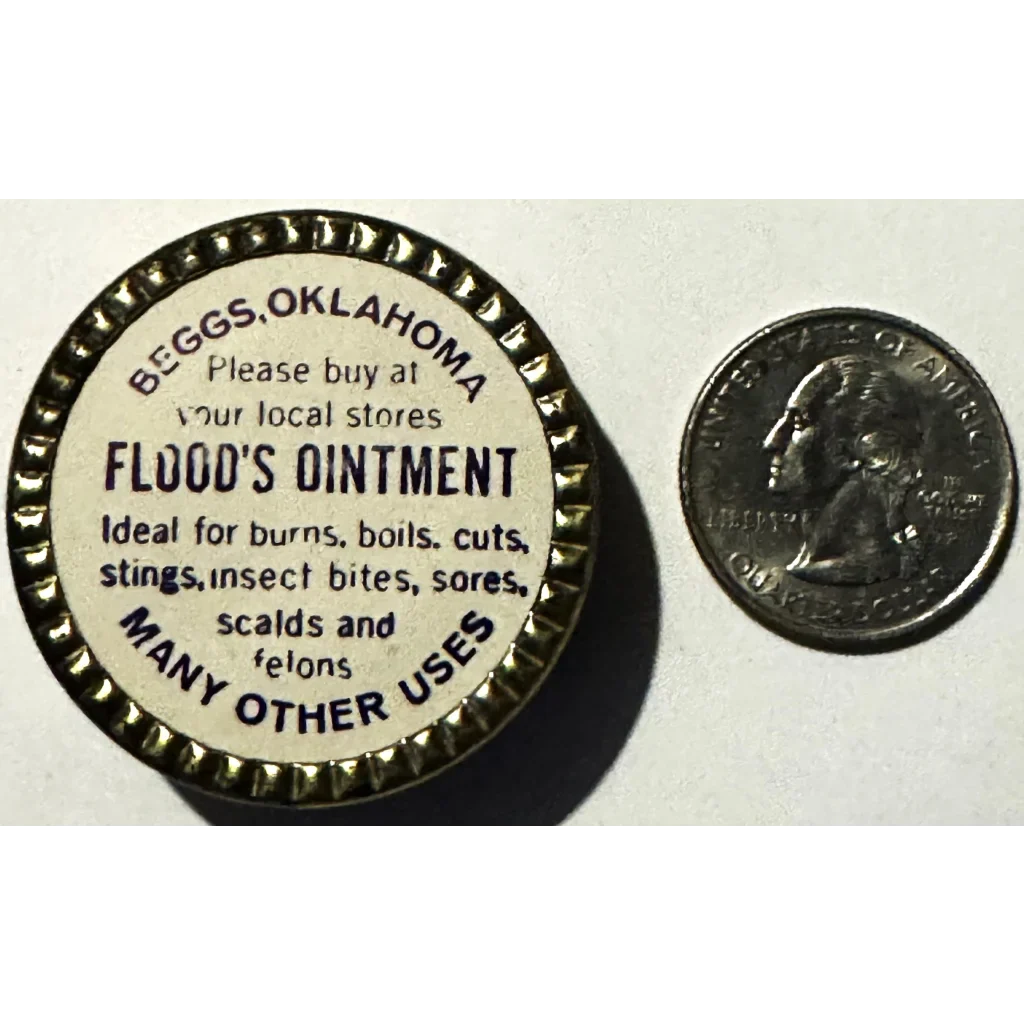 BEGGS, OKLAHOMA
Please buy at
your local stores
FLOOD'S OINTMENT
Ideal for burns, boils, cuts,
stings, insect bites, sores,
scalds and
felons
MANY OTHER USES
UNITED STATES OF AMERICA
LIBERTY
IN
GOD WE
TRUST
QUARTER DOLLAR